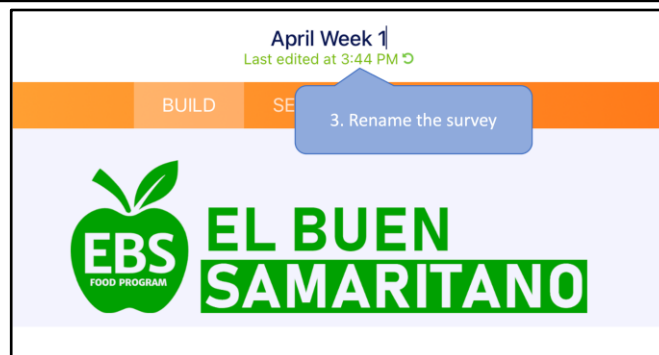 April Week 1
Last edited at 3:44 PM
BUILD
SE
3. Rename the survey
EBS
FOOD PROGRAM
EL BUEN
SAMARITANO